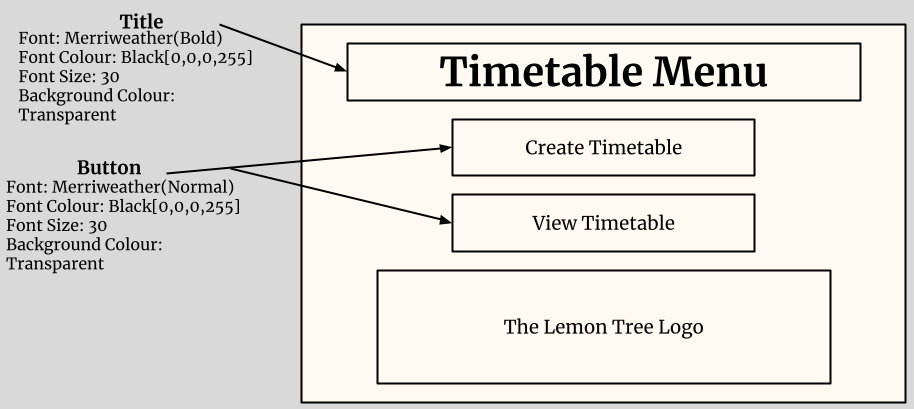 Title
Font: Merriweather(Bold)
Font Colour: Black[0,0,0,255]
Font Size: 30
Background Colour:
Transparent
Button
Font: Merriweather(Normal)
Font Colour: Black[0,0,0,255]
Font Size: 30
Background Colour:
Transparent
Timetable Menu
Create Timetable
View Timetable
The Lemon Tree Logo